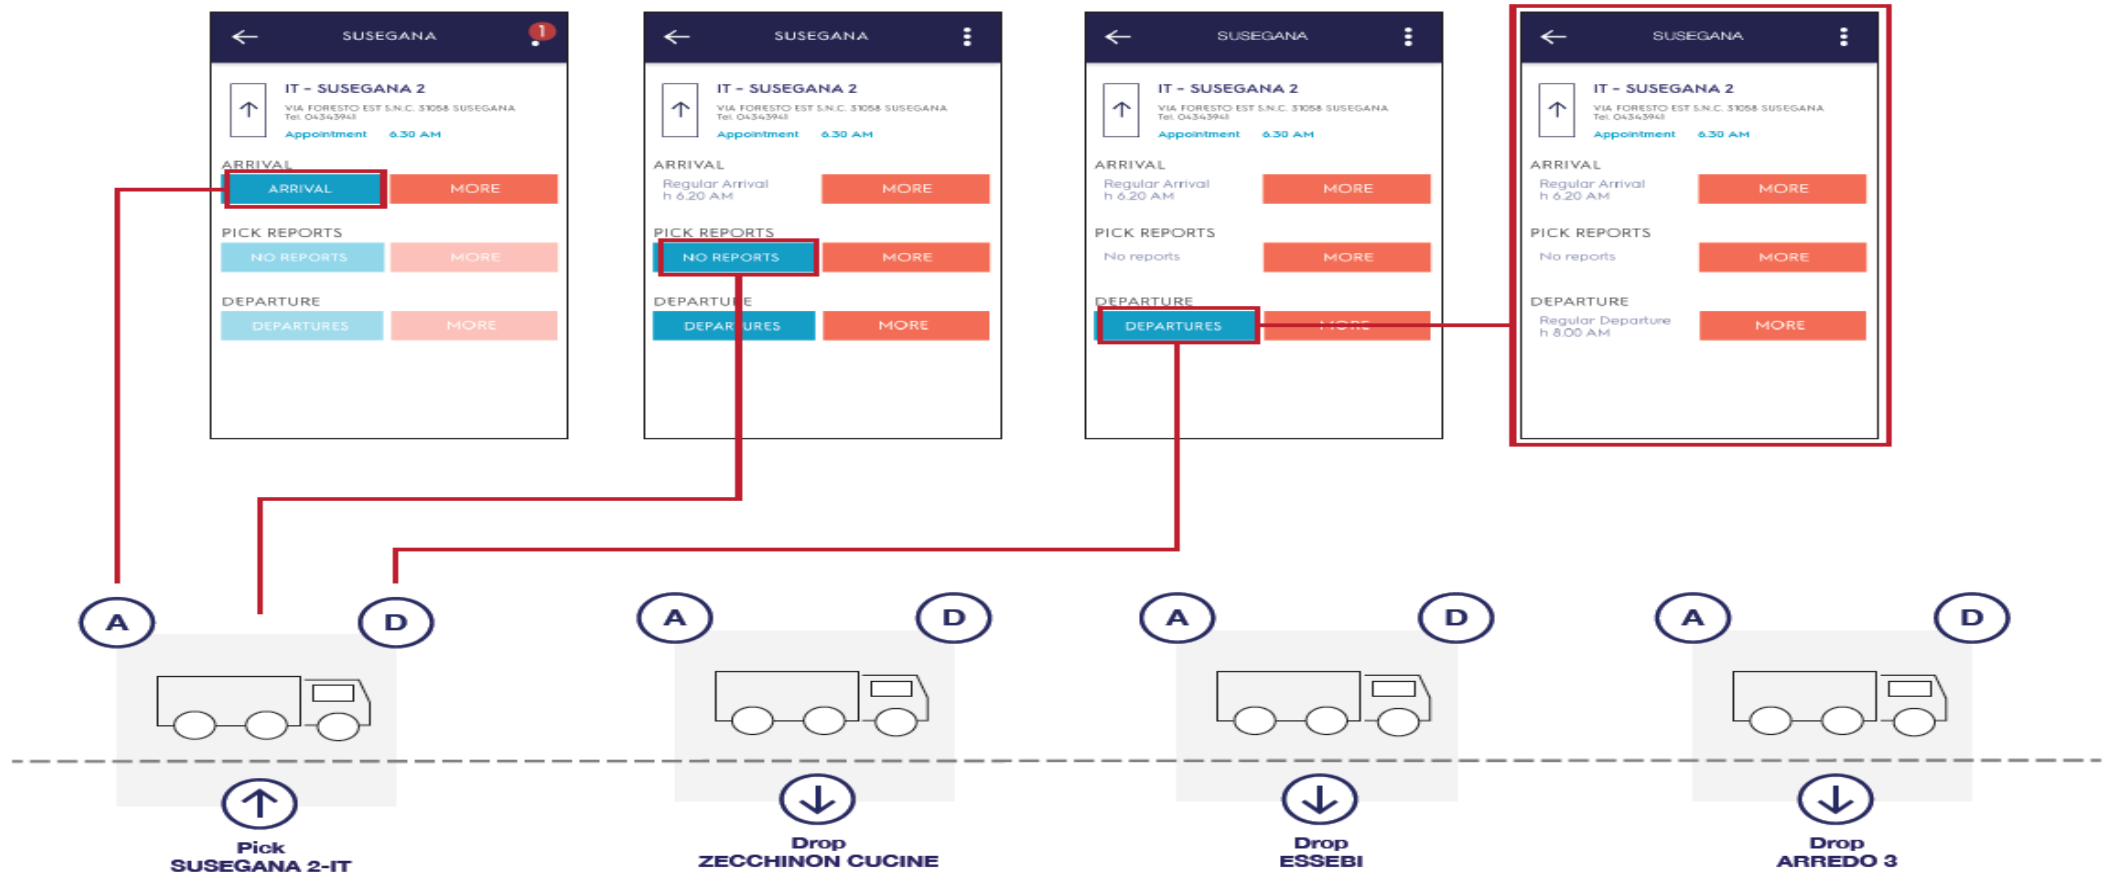 SUSEGANA
1
IT - SUSEGANA 2
VIA FORESTO EST S.N.C. 31058 SUSEGANA
Tel. 04343941
Appointment 6.30 AM
ARRIVAL
ARRIVAL MORE
PICK REPORTS
NO REPORTS MORE
DEPARTURE
DEPARTURES MORE
SUSEGANA
IT - SUSEGANA 2
VIA FORESTO EST S.N.C. 31058 SUSEGANA
Tel. 04343941
Appointment 6.30 AM
ARRIVAL
Regular Arrival
h 6.20 AM
MORE
PICK REPORTS
NO REPORTS MORE
DEPARTURE
DEPARTURES MORE
SUSEGANA
IT - SUSEGANA 2
VIA FORESTO EST S.N.C. 31058 SUSEGANA
Tel. 04343941
Appointment 6.30 AM
ARRIVAL
Regular Arrival
h 6.20 AM
MORE
PICK REPORTS
No reports MORE
DEPARTURE
DEPARTURES MORE
SUSEGANA
IT - SUSEGANA 2
VIA FORESTO EST S.N.C. 31058 SUSEGANA
Tel. 04343941
Appointment 6.30 AM
ARRIVAL
Regular Arrival
h 6.20 AM
MORE
PICK REPORTS
No reports MORE
DEPARTURE
Regular Departure
h 8.00 AM
MORE
A D
Pick
SUSEGANA 2-IT
A D
Drop
ZECCHINON CUCINE
A D
Drop
ESSEBI
A D
Drop
ARREDO 3